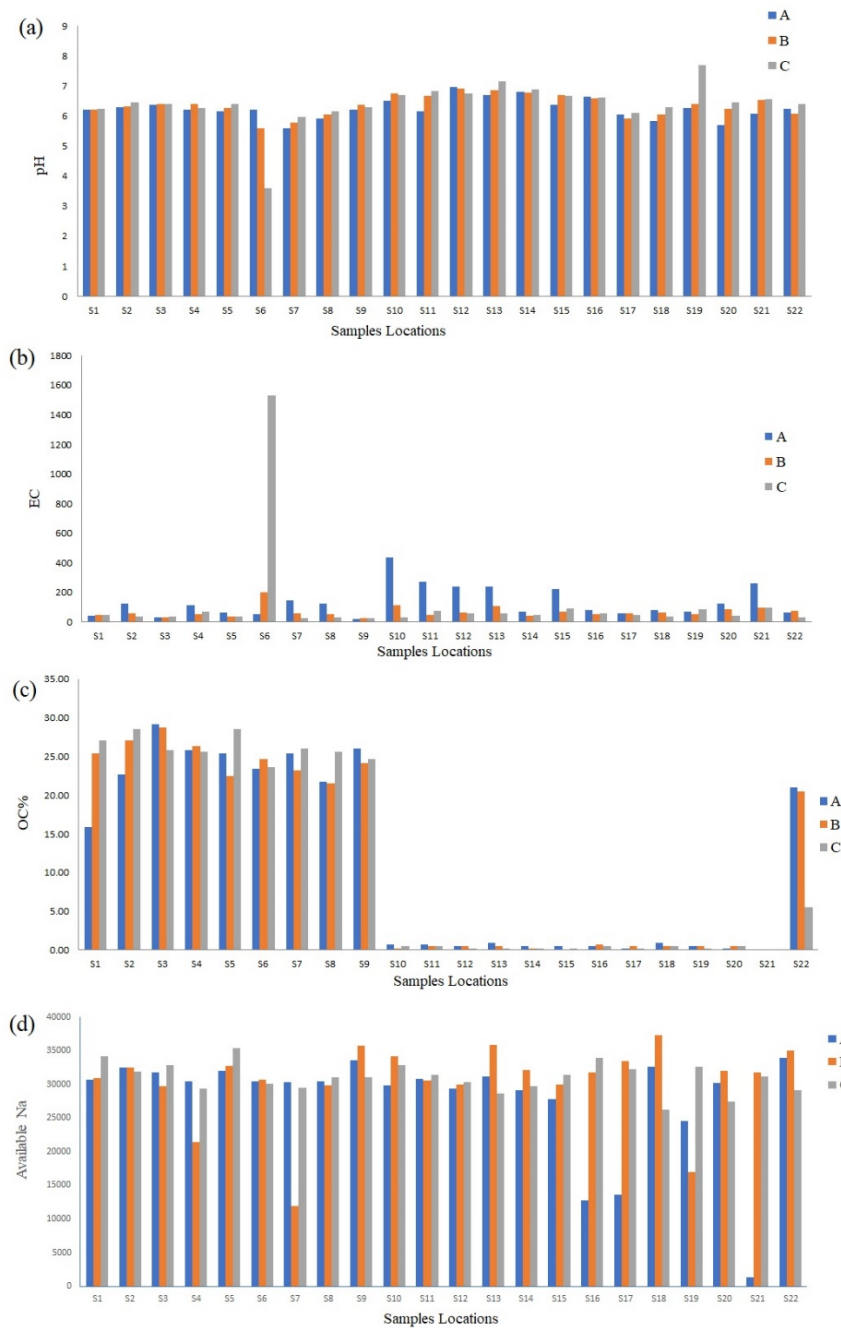 (a)
9
8
7
6
5
4
3
2
1
0
pH
A
B
C
S1 S2 S3 S4 S5 S6 S7 S8 S9 S10 S11 S12 S13 S14 S15 S16 S17 S18 S19 S20 S21 S22
Samples Locations
(b)
1800
1600
1400
1200
1000
800
600
400
200
0
EC
A
B
C
S1 S2 S3 S4 S5 S6 S7 S8 S9 S10 S11 S12 S13 S14 S15 S16 S17 S18 S19 S20 S21 S22
Samples Locations
(c)
35.00
30.00
25.00
20.00
15.00
10.00
5.00
0.00
OC%
A
B
C
S1 S2 S3 S4 S5 S6 S7 S8 S9 S10 S11 S12 S13 S14 S15 S16 S17 S18 S19 S20 S21 S22
Samples Locations
(d)
40000
35000
30000
25000
20000
15000
10000
5000
0
Available Na
S1 S2 S3 S4 S5 S6 S7 S8 S9 S10 S11 S12 S13 S14 S15 S16 S17 S18 S19 S20 S21 S22
Samples Locations